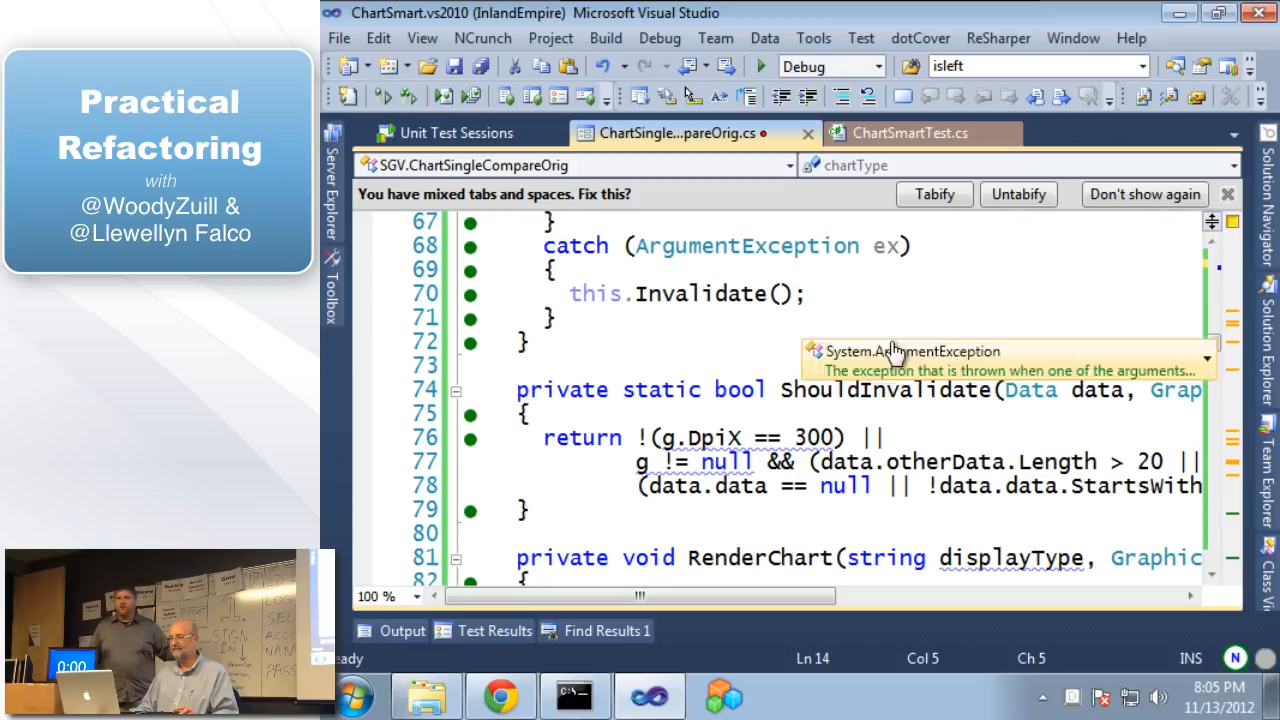 Practical
Refactoring
with
@WoodyZuill &
@Llewellyn Falco
ChartSmart.vs2010 (InlandEmpire) - Microsoft Visual Studio
File Edit View NCrunch Project Build Debug Team Data Tools Test dotCover ReSharper Window Help
Debug
isleft
Unit Test Sessions
ChartSingle...pareOrig.cs
ChartSmartTest.cs
SGV.ChartSingleCompareOrig
chartType
You have mixed tabs and spaces. Fix this?
Tabify
Untabify
Don't show again
67 }
68 catch (ArgumentException ex)
69 {
70 this.Invalidate();
71 }
72 }
73
System.ArgumentException
The exception that is thrown when one of the arguments...
74 private static bool ShouldInvalidate(Data data, Grap
75 {
76 return !(g.DpiX == 300) ||
77 g != null && (data.otherData.Length > 20 ||
78 (data.data == null || !data.data.StartsWith
79 }
80
81 private void RenderChart(string displayType, Graphic
82 {
100 %
Server Explorer
Toolbox
Solution Navigator
Solution Explorer
Team Explorer
Class View
Output
Test Results
Find Results 1
eady
Ln 14
Col 5
Ch 5
INS
N
8:05 PM
11/13/2012
0:00
SIGN
IN